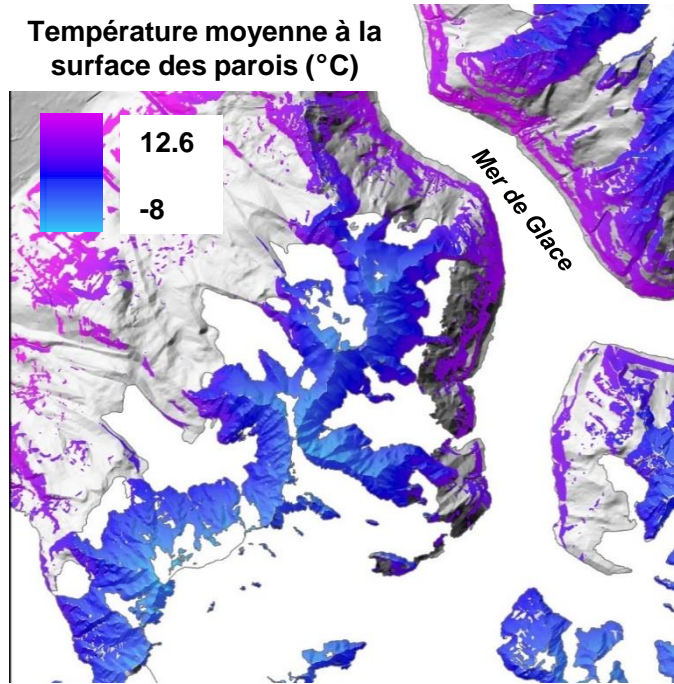 Température moyenne à la
surface des parois (°C)
12.6
-8
Mer de Glace